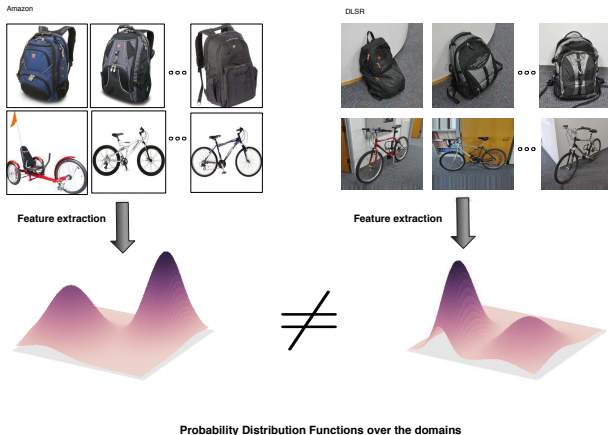 Amazon
DLSR
Feature extraction
Feature extraction
Probability Distribution Functions over the domains